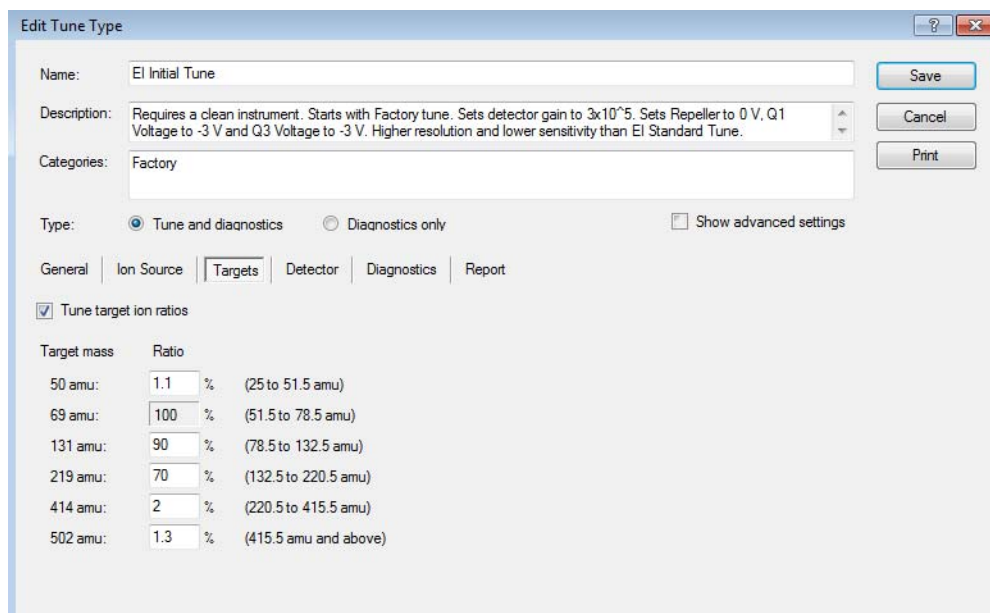 Edit Tune Type
Name: EI Initial Tune
Save
Description: Requires a clean instrument. Starts with Factory tune. Sets detector gain to 3x10^5. Sets Repeller to 0 V, Q1
Voltage to -3 V and Q3 Voltage to -3 V. Higher resolution and lower sensitivity than EI Standard Tune.
Cancel
Print
Categories: Factory
Type: Tune and diagnostics Diagnostics only Show advanced settings
General Ion Source Targets Detector Diagnostics Report
Tune target ion ratios
Target mass Ratio
50 amu: 1.1 % (25 to 51.5 amu)
69 amu: 100 % (51.5 to 78.5 amu)
131 amu: 90 % (78.5 to 132.5 amu)
219 amu: 70 % (132.5 to 220.5 amu)
414 amu: 2 % (220.5 to 415.5 amu)
502 amu: 1.3 % (415.5 amu and above)